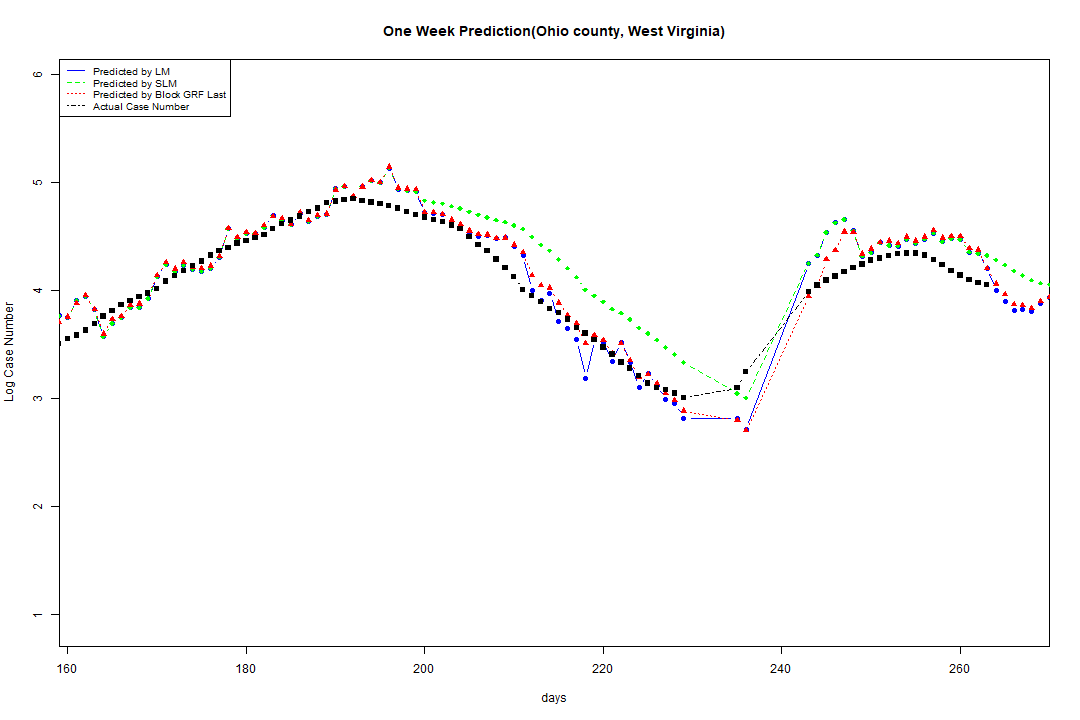 One Week Prediction(Ohio county, West Virginia)
Predicted by LM
Predicted by SLM
Predicted by Block GRF Last
Actual Case Number
6
5
4
3
2
1
Log Case Number
160 180 200 220 240 260
days